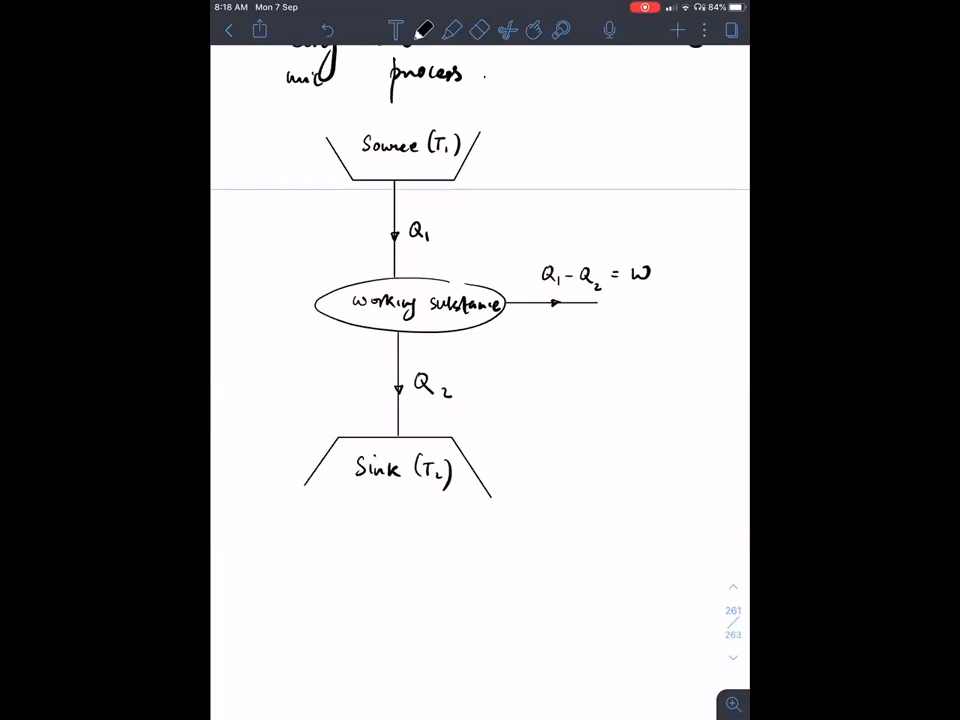 8:18 AM Mon 7 Sep
84%
process.
Source (T₁)
Q₁
Q₁ - Q₂ = W
working substance
Q₂
Sink (T₂)
261
263